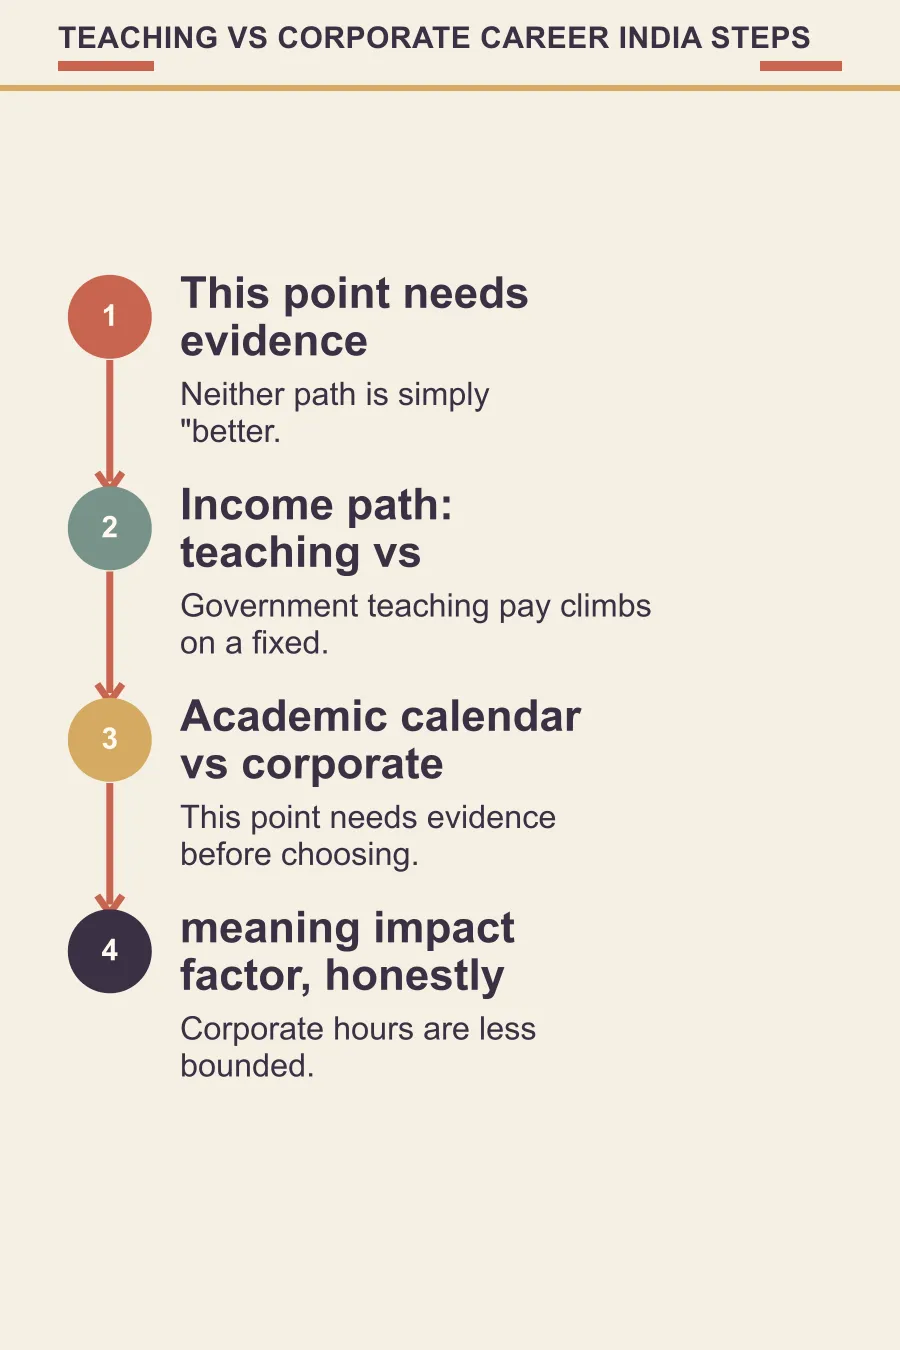 TEACHING VS CORPORATE CAREER INDIA STEPS
1
This point needs
evidence
Neither path is simply
"better.
2
Income path:
teaching vs
Government teaching pay climbs
on a fixed.
3
Academic calendar
vs corporate
This point needs evidence
before choosing.
4
meaning impact
factor, honestly
Corporate hours are less
bounded.